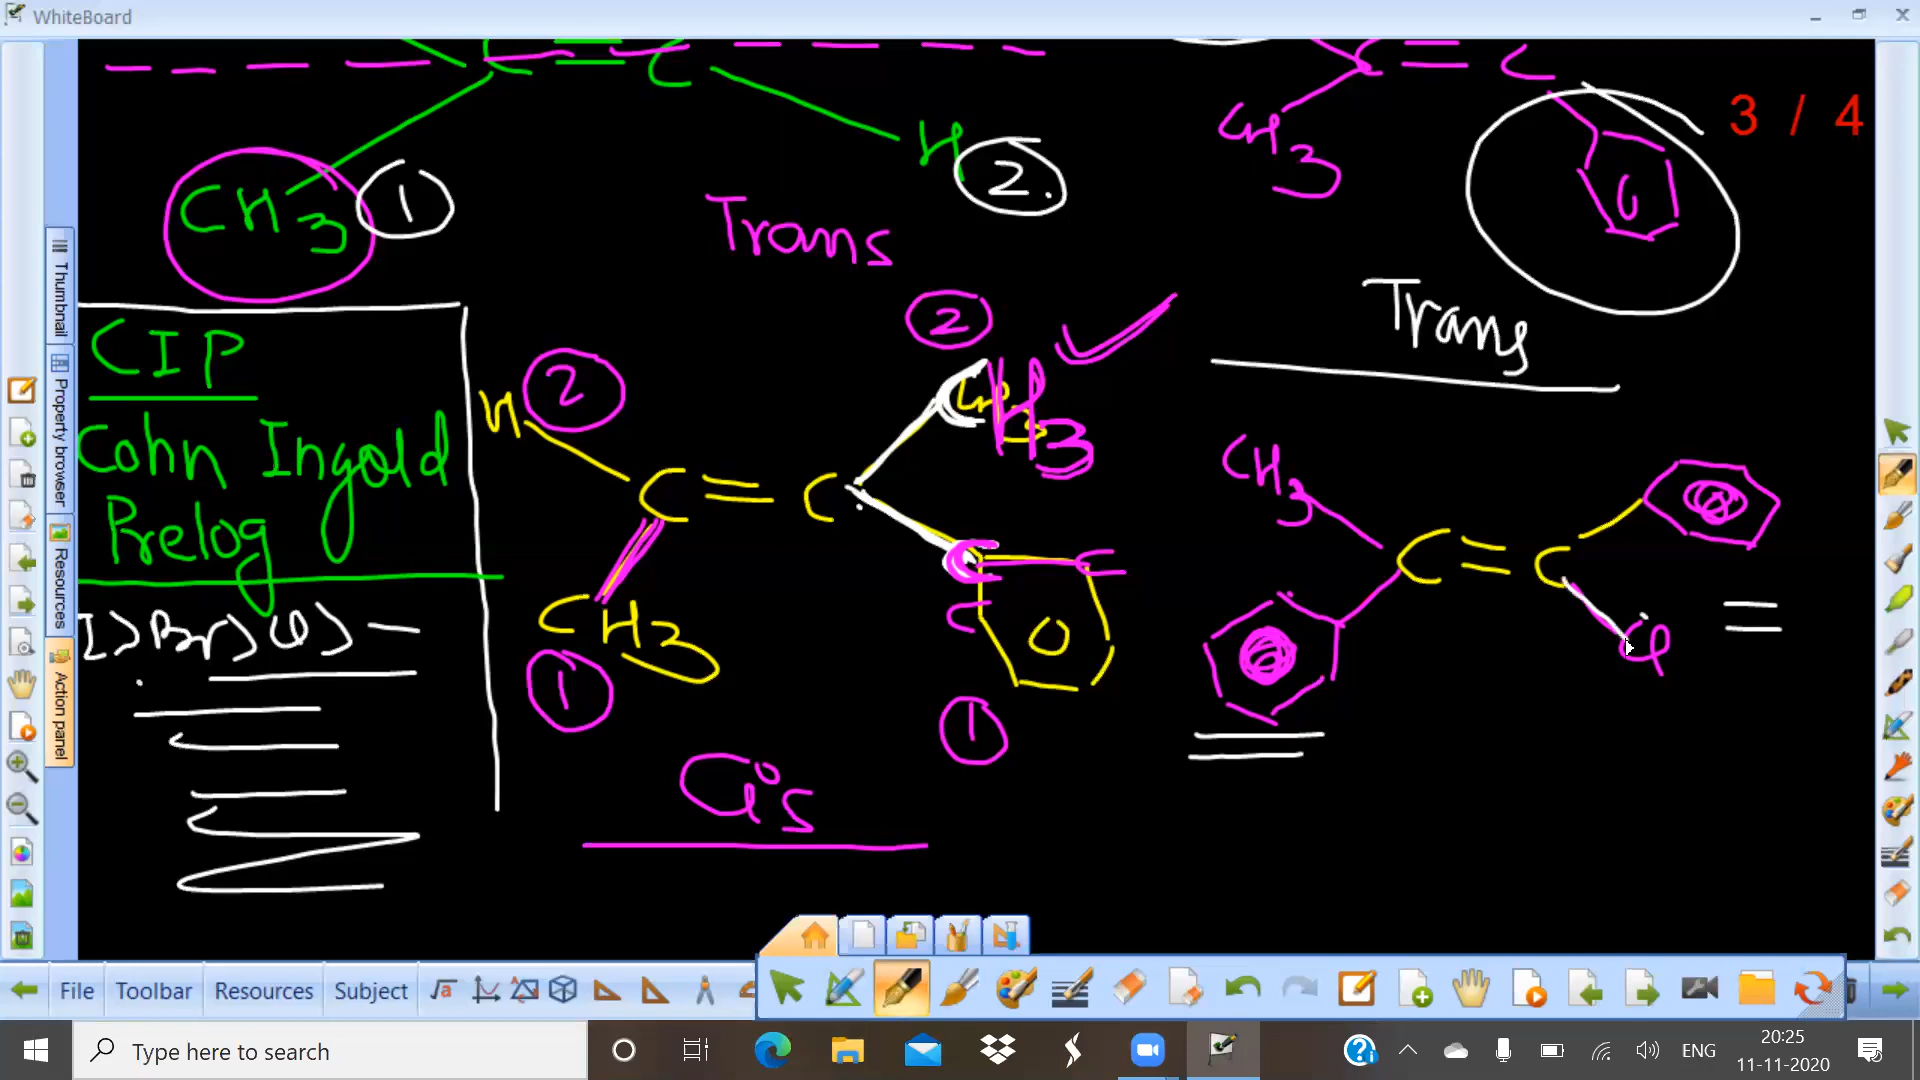 WhiteBoard
C = C
C = C
3 / 4
CH3
1
H
2.
CH3
Trans
Trans
CIP
Cohn Ingold
Prelog
I > Br > Cl > —
2
2
H
CH3
C = C
C
C
C
CH3
O
1
1
Cis
CH3
C = C
Cl
=
Thumbnail
Property browser
Resources
Action panel
File
Toolbar
Resources
Subject
Type here to search
ENG
20:25
11-11-2020